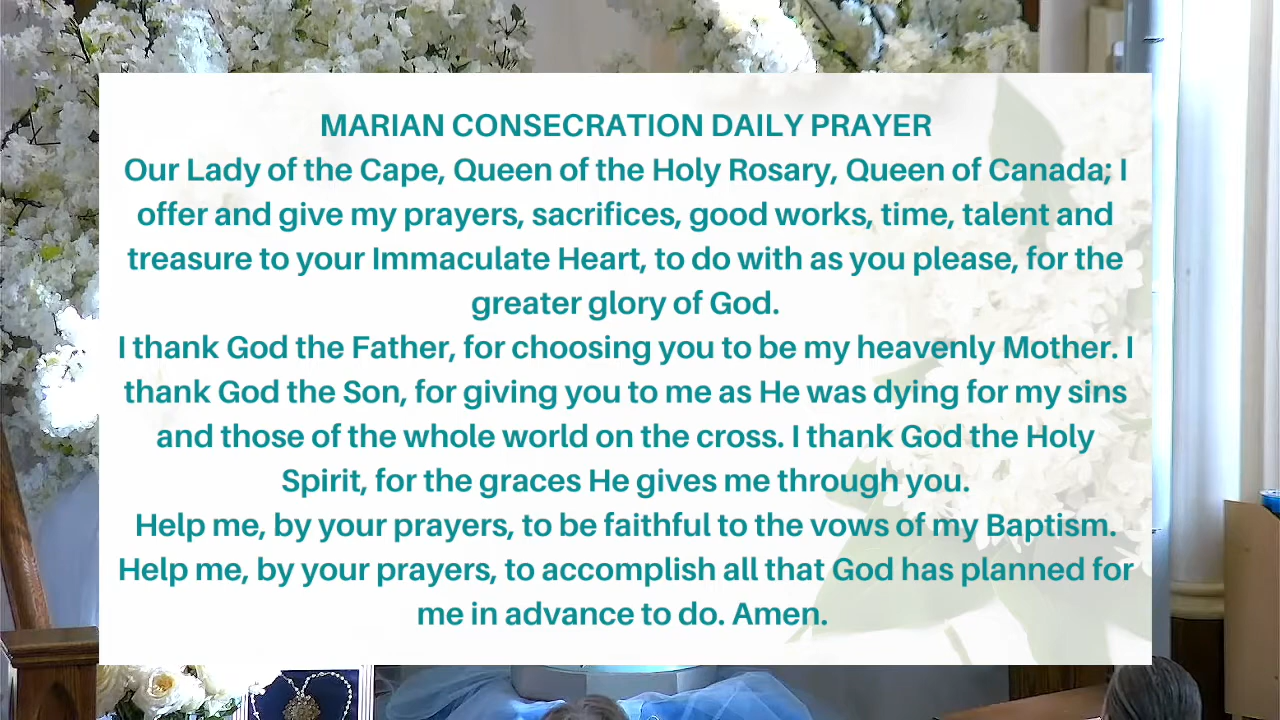 MARIAN CONSECRATION DAILY PRAYER
Our Lady of the Cape, Queen of the Holy Rosary, Queen of Canada; I
offer and give my prayers, sacrifices, good works, time, talent and
treasure to your Immaculate Heart, to do with as you please, for the
greater glory of God.
I thank God the Father, for choosing you to be my heavenly Mother. I
thank God the Son, for giving you to me as He was dying for my sins
and those of the whole world on the cross. I thank God the Holy
Spirit, for the graces He gives me through you.
Help me, by your prayers, to be faithful to the vows of my Baptism.
Help me, by your prayers, to accomplish all that God has planned for
me in advance to do. Amen.